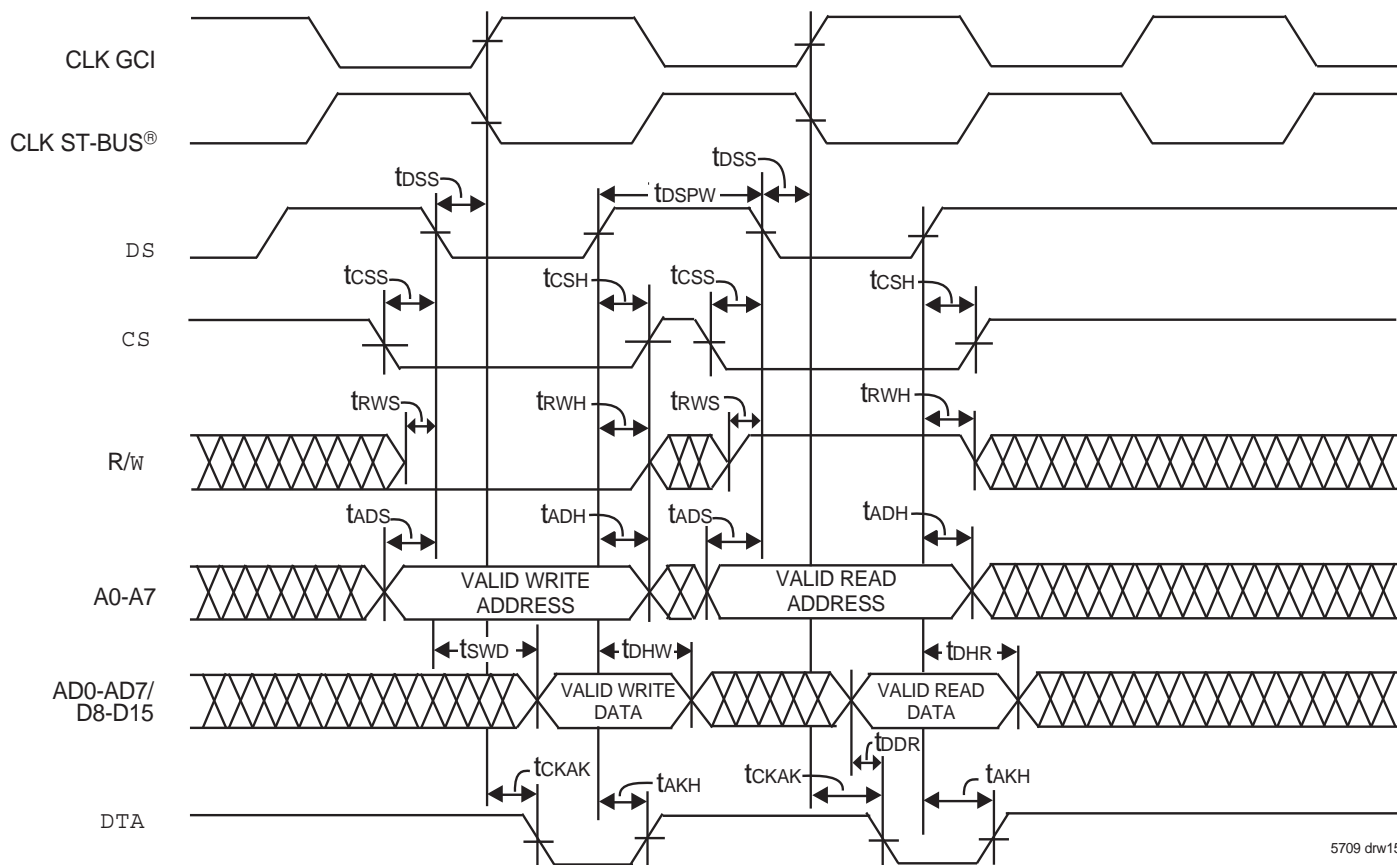 CLK GCI
CLK ST-BUS®
tDSS
tDSPW
tDSS
DS
tCSS
tCSH
tCSS
tCSH
CS
tRWS
tRWH
tRWS
tRWH
R/W
tADS
tADH
tADS
tADH
A0-A7
VALID WRITE
ADDRESS
VALID READ
ADDRESS
tSWD
tDHW
tDHR
AD0-AD7/
D8-D15
VALID WRITE
DATA
VALID READ
DATA
tDDR
tCKAK
tAKH
tCKAK
tAKH
DTA
5709 drw15